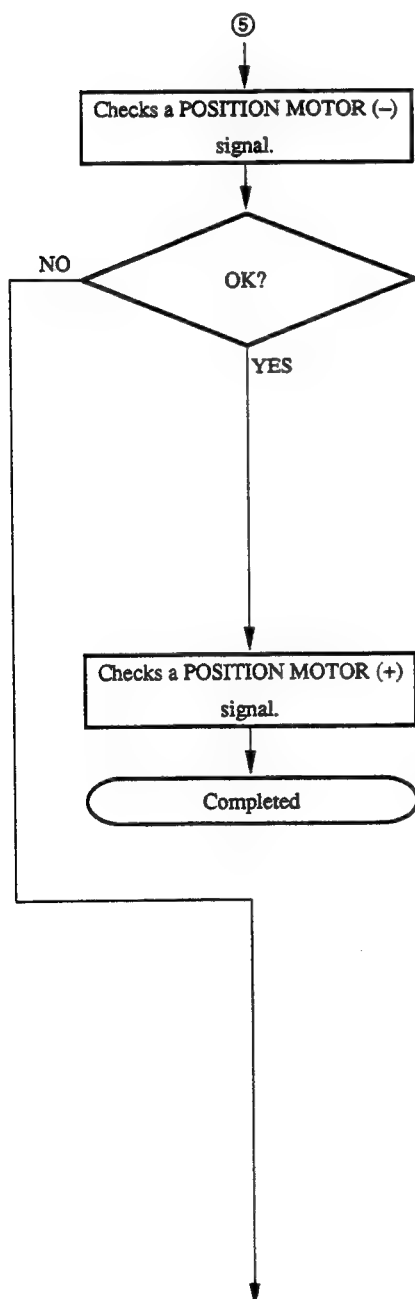 ⑤
Checks a POSITION MOTOR (–)
signal.
NO
OK?
YES
Checks a POSITION MOTOR (+)
signal.
Completed